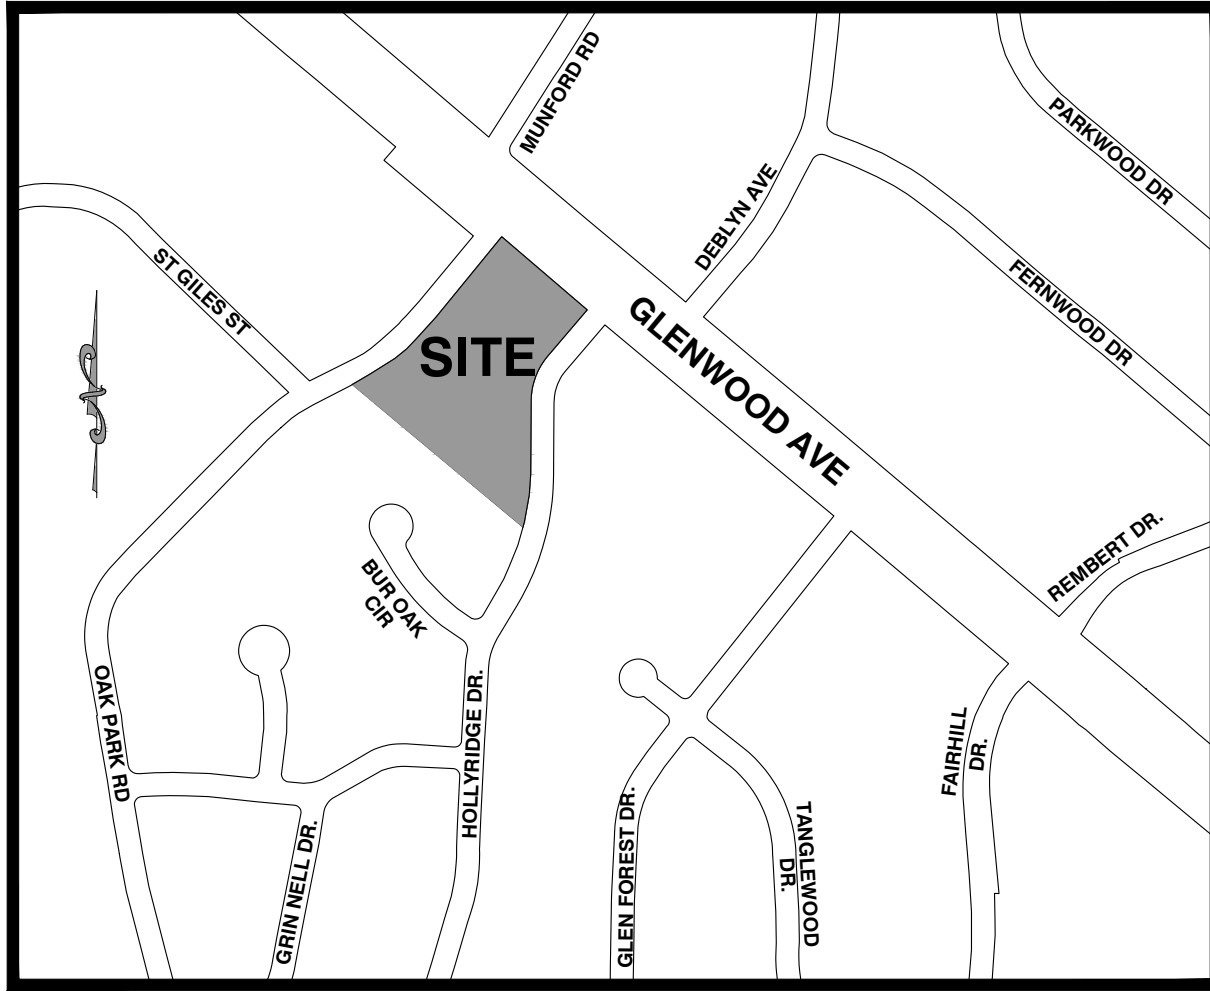 MUNFORD RD
PARKWOOD DR
DEBLYN AVE
ST GILES ST
FERNWOOD DR
SITE
GLENWOOD AVE
REMBERT DR.
BUR OAK
CIR
OAK PARK RD
HOLLYRIDGE DR.
FAIRHILL
DR.
GLEN FOREST DR.
TANGLEWOOD
DR.
GRIN NELL DR.